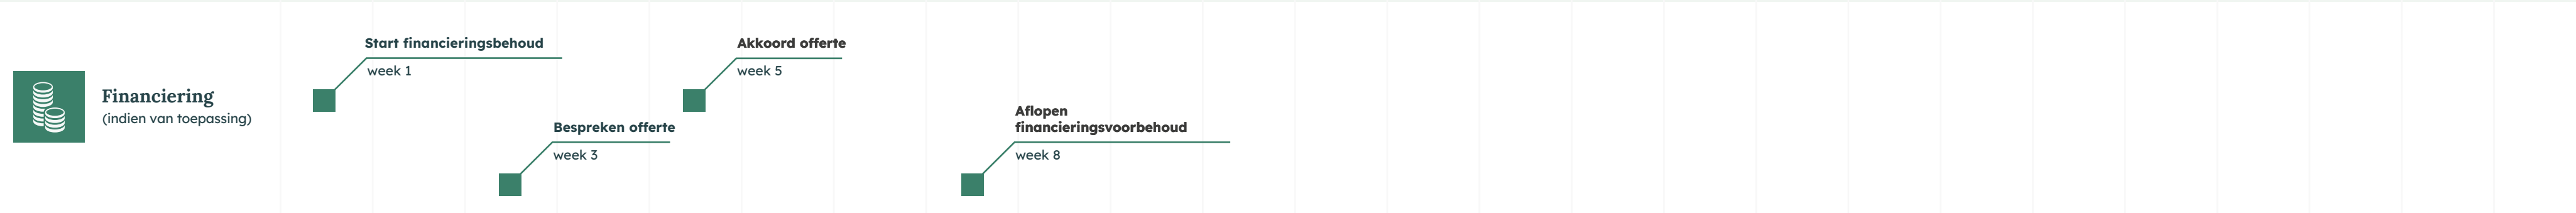 Financiering
(indien van toepassing)
Start financieringsbehoud
week 1
Bespreken offerte
week 3
Akkoord offerte
week 5
Aflopen
financieringsvoorbehoud
week 8